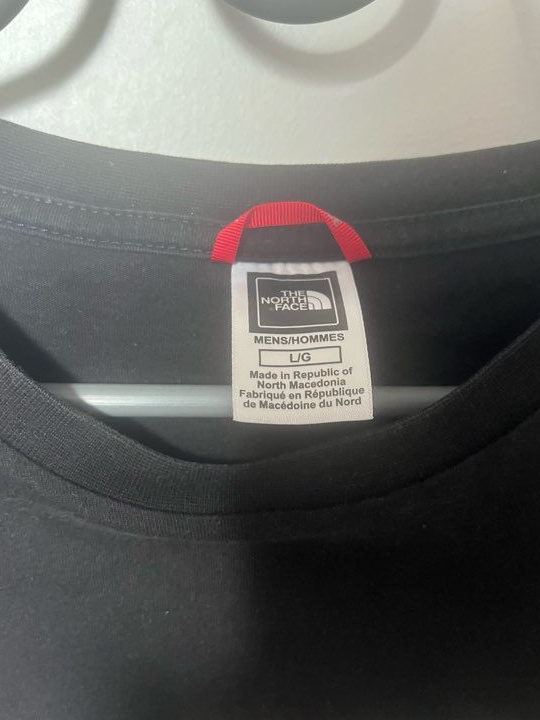 THE
NORTH
FACE
MENS/HOMMES
L/G
Made in Republic of
North Macedonia
Fabriqué en République
de Macédoine du Nord